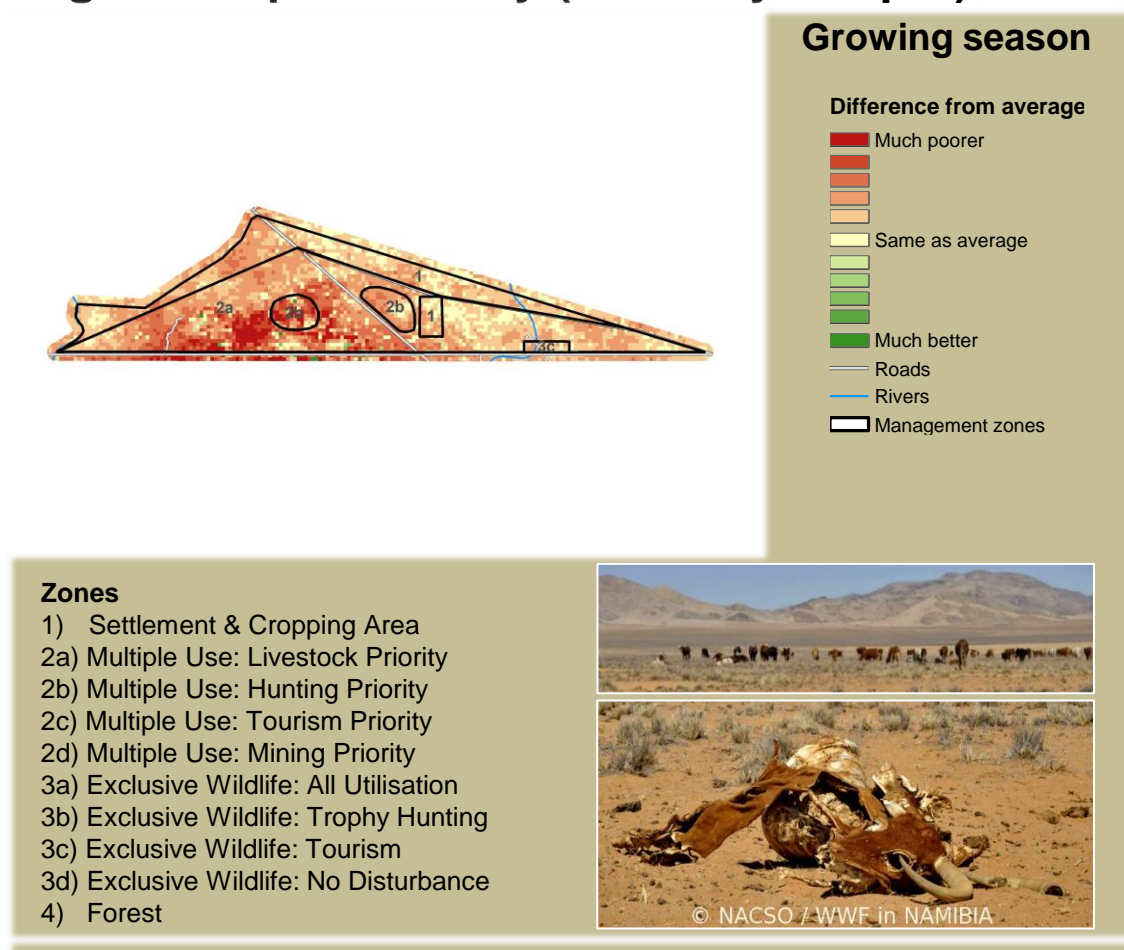 Growing season
Difference from average
Much poorer
Same as average
Much better
Roads
Rivers
Management zones
1
2a
2b
1
3c
Zones
1) Settlement & Cropping Area
2a) Multiple Use: Livestock Priority
2b) Multiple Use: Hunting Priority
2c) Multiple Use: Tourism Priority
2d) Multiple Use: Mining Priority
3a) Exclusive Wildlife: All Utilisation
3b) Exclusive Wildlife: Trophy Hunting
3c) Exclusive Wildlife: Tourism
3d) Exclusive Wildlife: No Disturbance
4) Forest
© NACSO / WWF in NAMIBIA